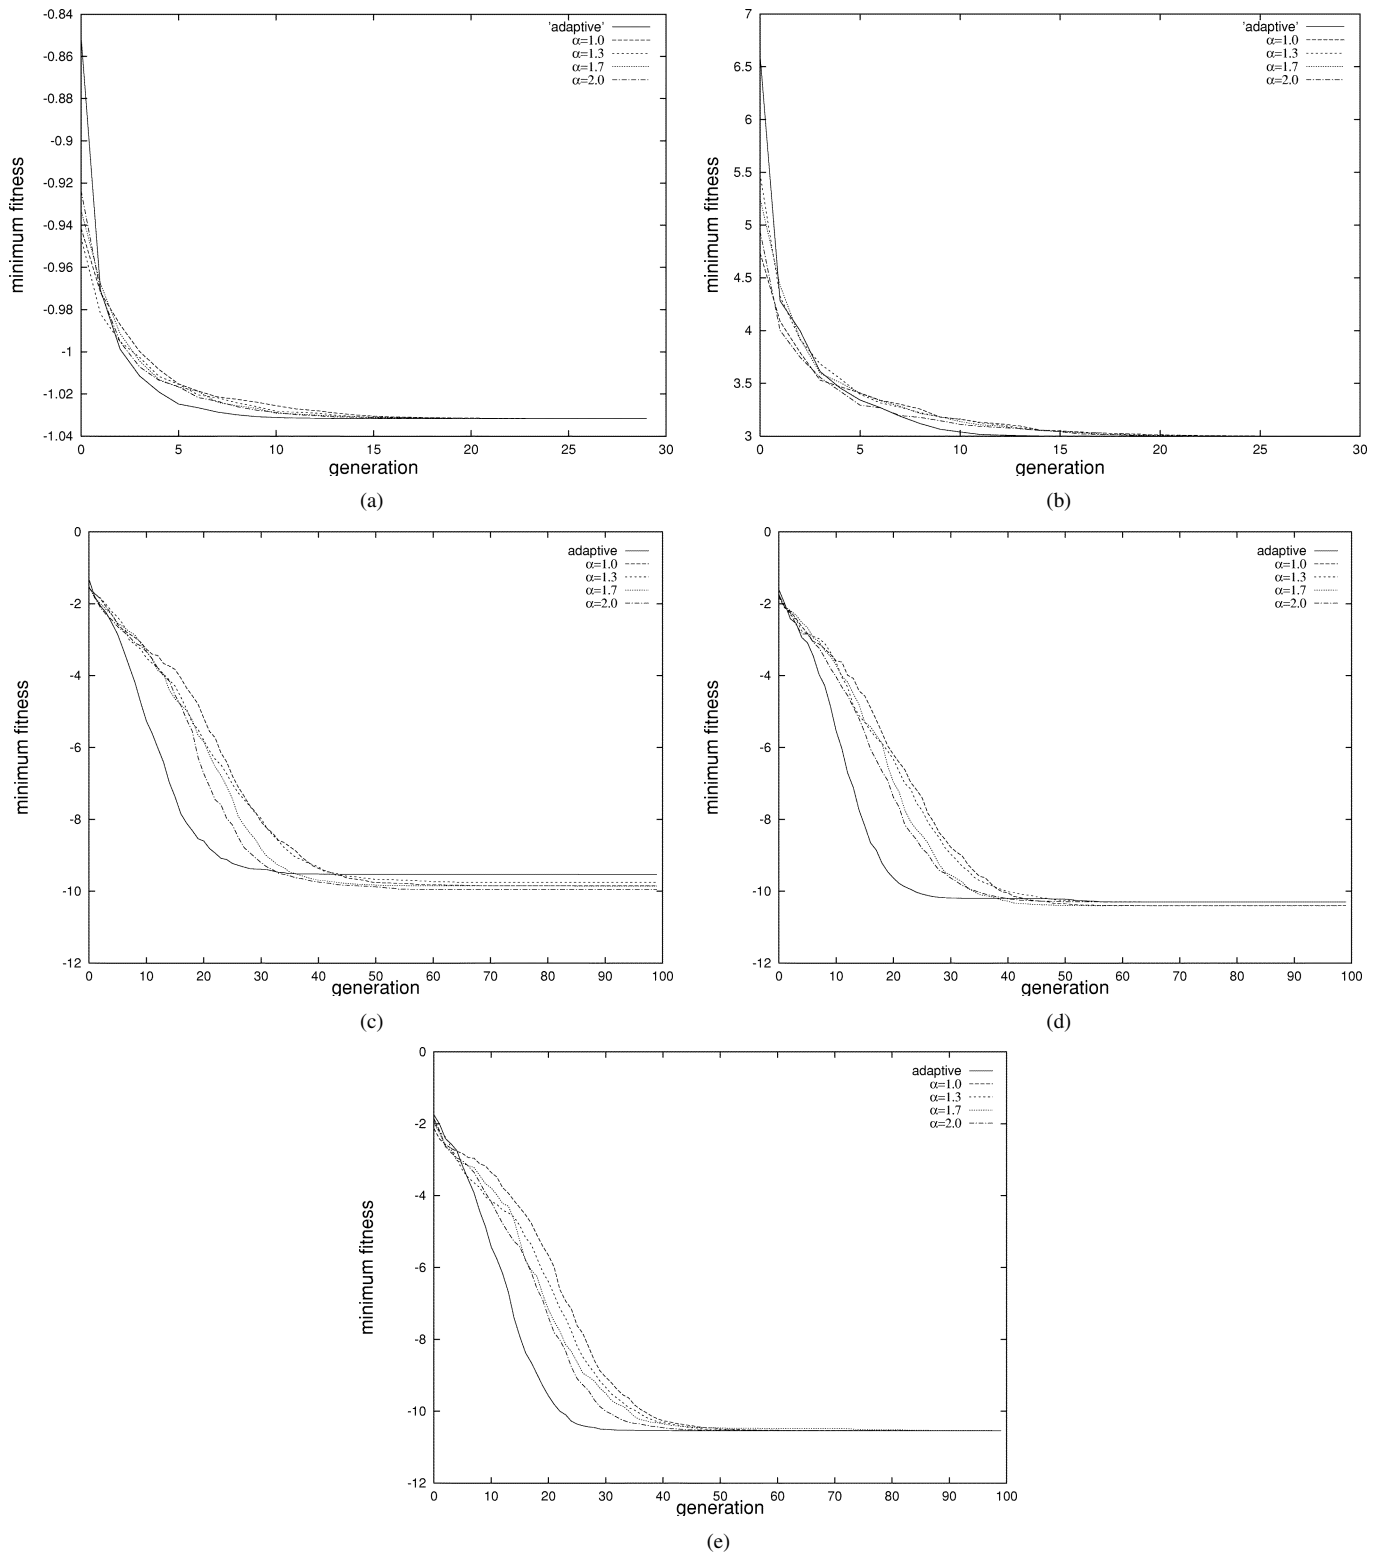 -0.84
-0.86
-0.88
-0.9
-0.92
-0.94
-0.96
-0.98
-1
-1.02
-1.04
0 5 10 15 20 25 30
minimum fitness
generation
'adaptive'
α=1.0
α=1.3
α=1.7
α=2.0
(a)
7
6.5
6
5.5
5
4.5
4
3.5
3
0 5 10 15 20 25 30
minimum fitness
generation
'adaptive'
α=1.0
α=1.3
α=1.7
α=2.0
(b)
0
-2
-4
-6
-8
-10
-12
0 10 20 30 40 50 60 70 80 90 100
minimum fitness
generation
adaptive
α=1.0
α=1.3
α=1.7
α=2.0
(c)
0
-2
-4
-6
-8
-10
-12
0 10 20 30 40 50 60 70 80 90 100
minimum fitness
generation
adaptive
α=1.0
α=1.3
α=1.7
α=2.0
(d)
0
-2
-4
-6
-8
-10
-12
0 10 20 30 40 50 60 70 80 90 100
minimum fitness
generation
adaptive
α=1.0
α=1.3
α=1.7
α=2.0
(e)